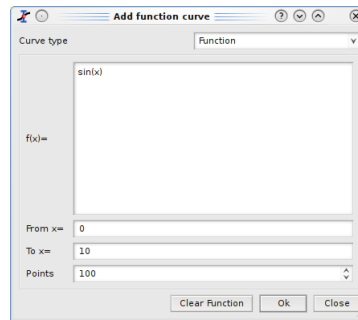 Add function curve
Curve type Function
sin(x)
f(x)=
From x= 0
To x= 10
Points 100
Clear Function Ok Close